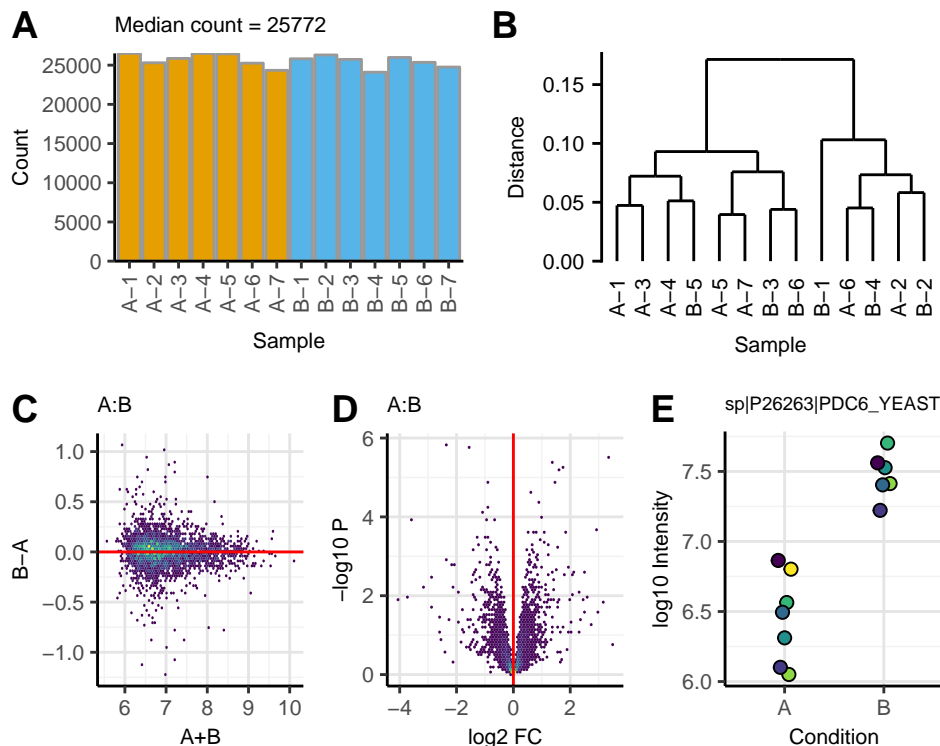 A
Median count = 25772
25000
20000
15000
10000
5000
0
Count
A−1 A−2 A−3 A−4 A−5 A−6 A−7 B−1 B−2 B−3 B−4 B−5 B−6 B−7
Sample
B
0.15
0.10
0.05
0.00
Distance
A−1 A−3 A−4 B−5 A−5 A−7 B−3 B−6 B−1 A−6 B−4 A−2 B−2
Sample
C
A:B
1.0
0.5
0.0
−0.5
−1.0
B−A
6 7 8 9 10
A+B
D
A:B
6
4
2
0
−log10 P
−4 −2 0 2
log2 FC
E
sp|P26263|PDC6_YEAST
7.5
7.0
6.5
6.0
log10 Intensity
A B
Condition